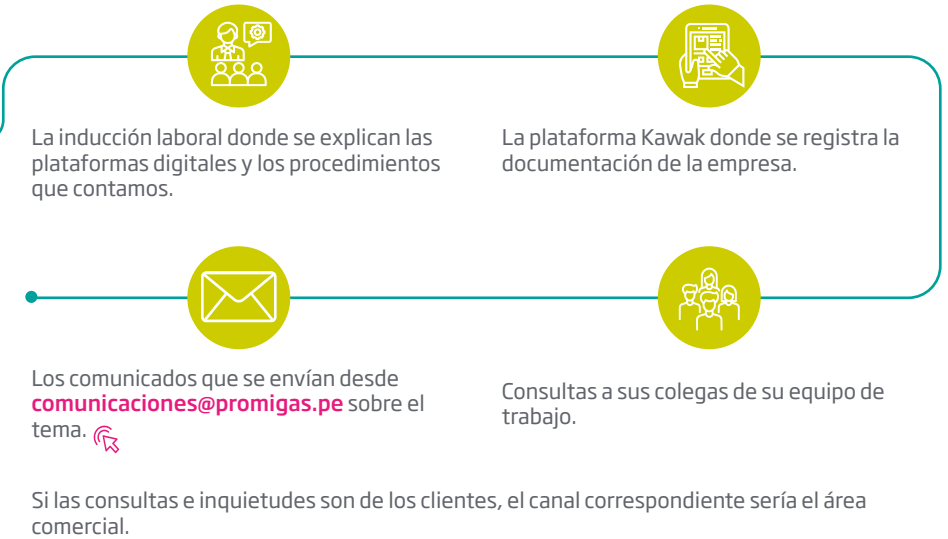 La inducción laboral donde se explican las
plataformas digitales y los procedimientos
que contamos.
La plataforma Kawak donde se registra la
documentación de la empresa.
Los comunicados que se envían desde
comunicaciones@promigas.pe sobre el
tema.
Consultas a sus colegas de su equipo de
trabajo.
Si las consultas e inquietudes son de los clientes, el canal correspondiente sería el área
comercial.